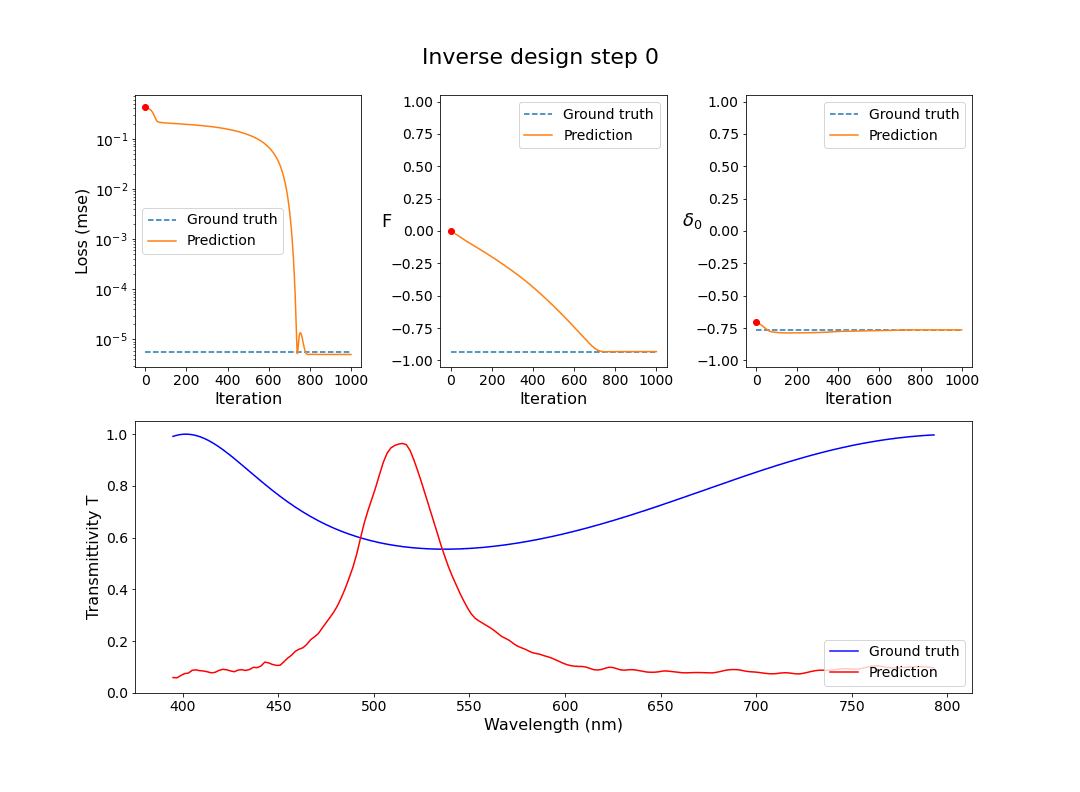 Inverse design step 0
Loss (mse)
10⁻¹
10⁻²
10⁻³
10⁻⁴
10⁻⁵
Ground truth
Prediction
0 200 400 600 800 1000
Iteration
F
1.00
0.75
0.50
0.25
0.00
−0.25
−0.50
−0.75
−1.00
Ground truth
Prediction
0 200 400 600 800 1000
Iteration
δ₀
1.00
0.75
0.50
0.25
0.00
−0.25
−0.50
−0.75
−1.00
Ground truth
Prediction
0 200 400 600 800 1000
Iteration
Transmittivity T
1.0
0.8
0.6
0.4
0.2
0.0
Ground truth
Prediction
400 450 500 550 600 650 700 750 800
Wavelength (nm)